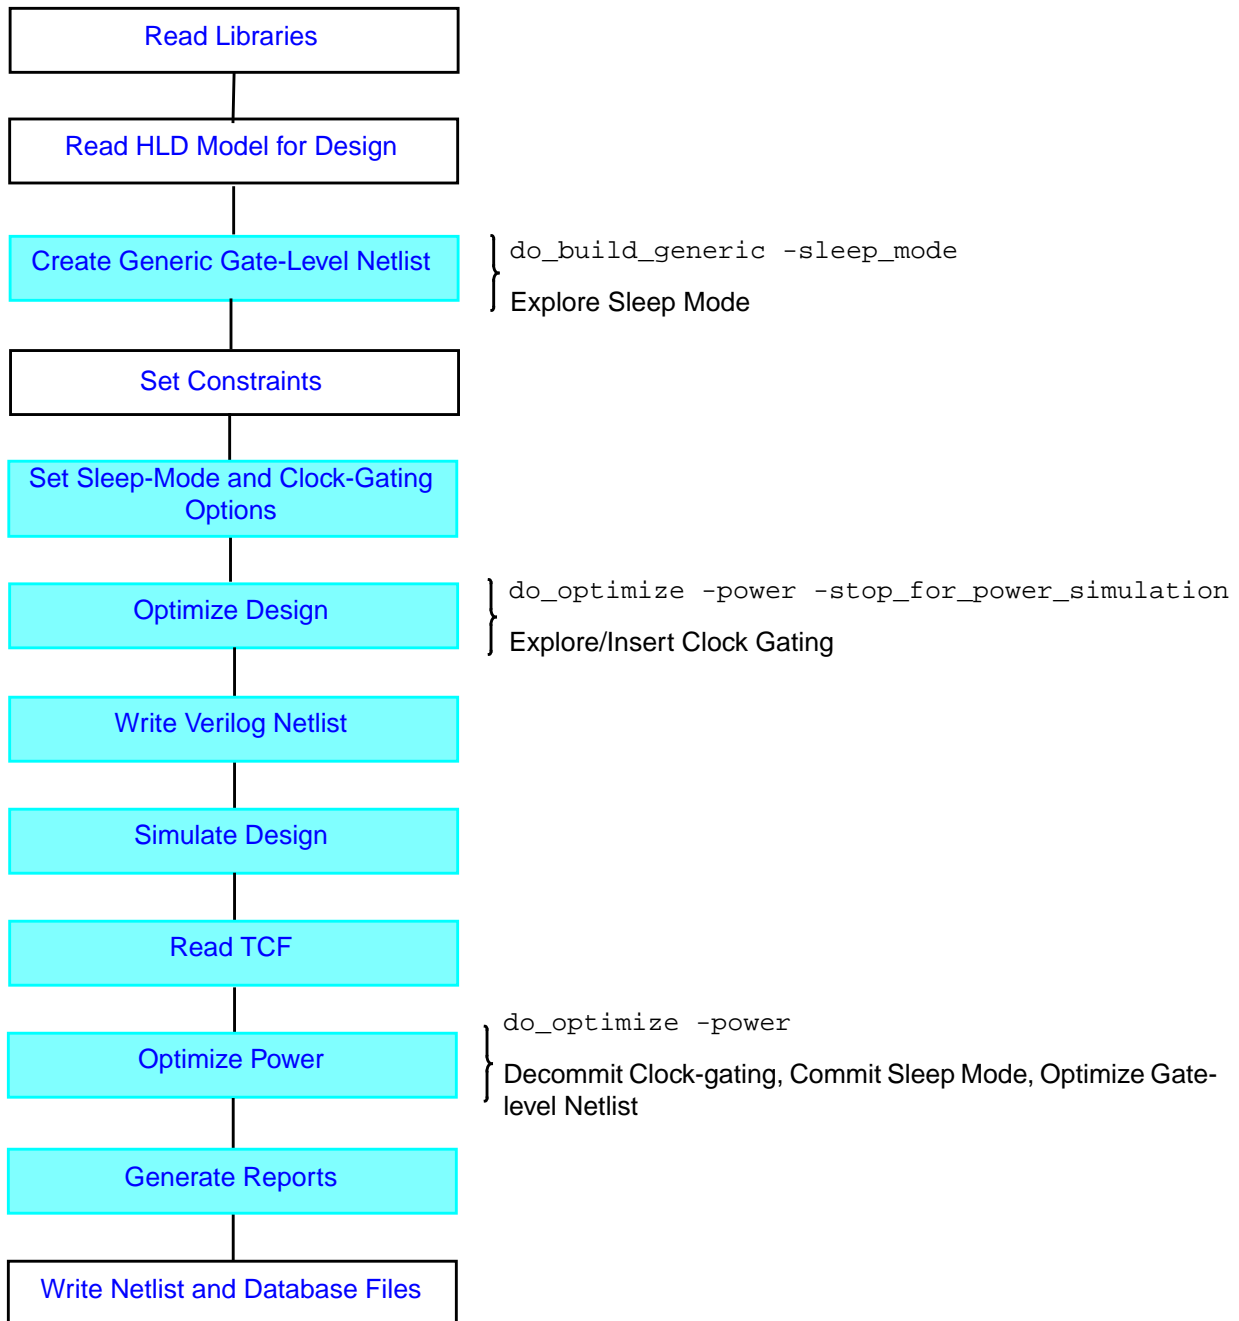 Read Libraries
Read HLD Model for Design
Create Generic Gate-Level Netlist
do_build_generic -sleep_mode
Explore Sleep Mode
Set Constraints
Set Sleep-Mode and Clock-Gating
Options
Optimize Design
do_optimize -power -stop_for_power_simulation
Explore/Insert Clock Gating
Write Verilog Netlist
Simulate Design
Read TCF
Optimize Power
do_optimize -power
Decommit Clock-gating, Commit Sleep Mode, Optimize Gate-
level Netlist
Generate Reports
Write Netlist and Database Files